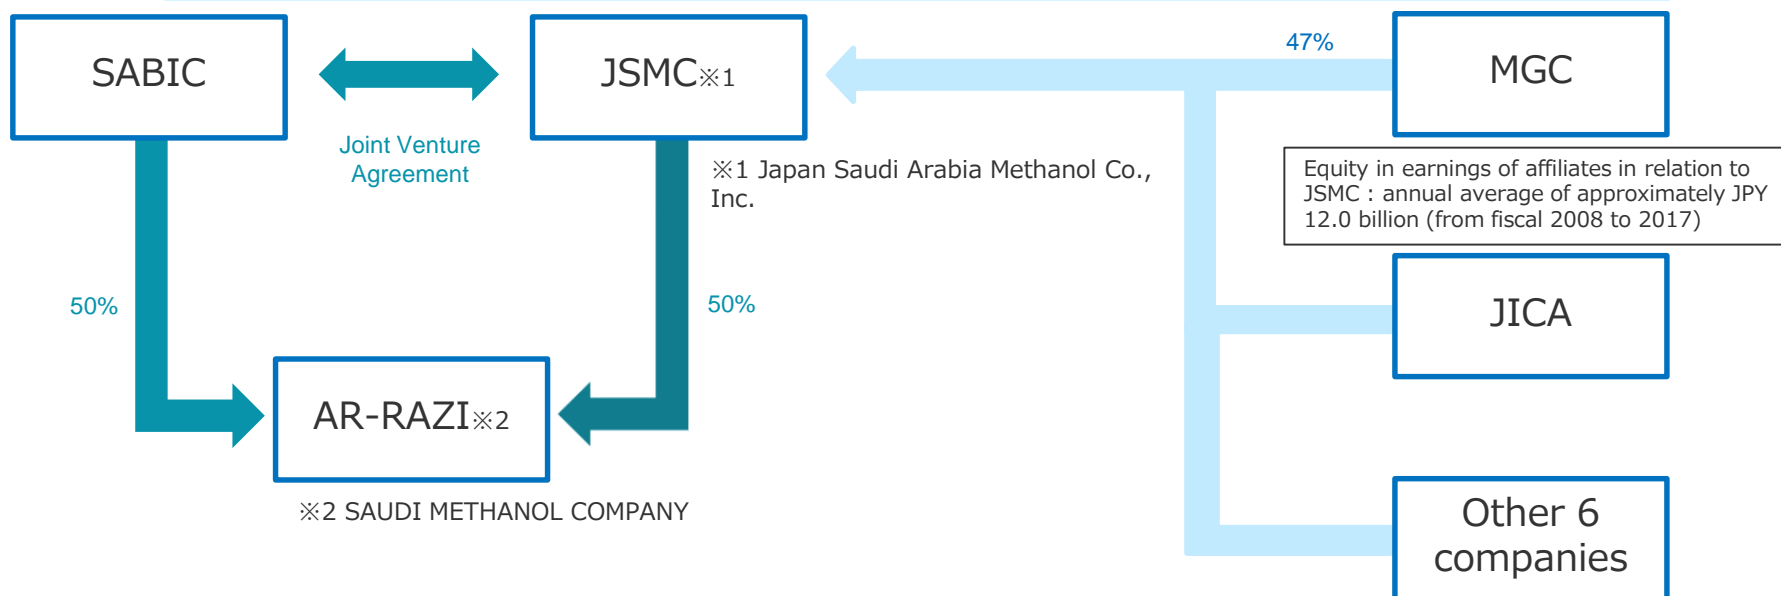 SABIC
JSMC※1
47%
MGC
Joint Venture
Agreement
※1 Japan Saudi Arabia Methanol Co.,
Inc.
Equity in earnings of affiliates in relation to
JSMC : annual average of approximately JPY
12.0 billion (from fiscal 2008 to 2017)
50%
50%
JICA
AR-RAZI※2
※2 SAUDI METHANOL COMPANY
Other 6
companies